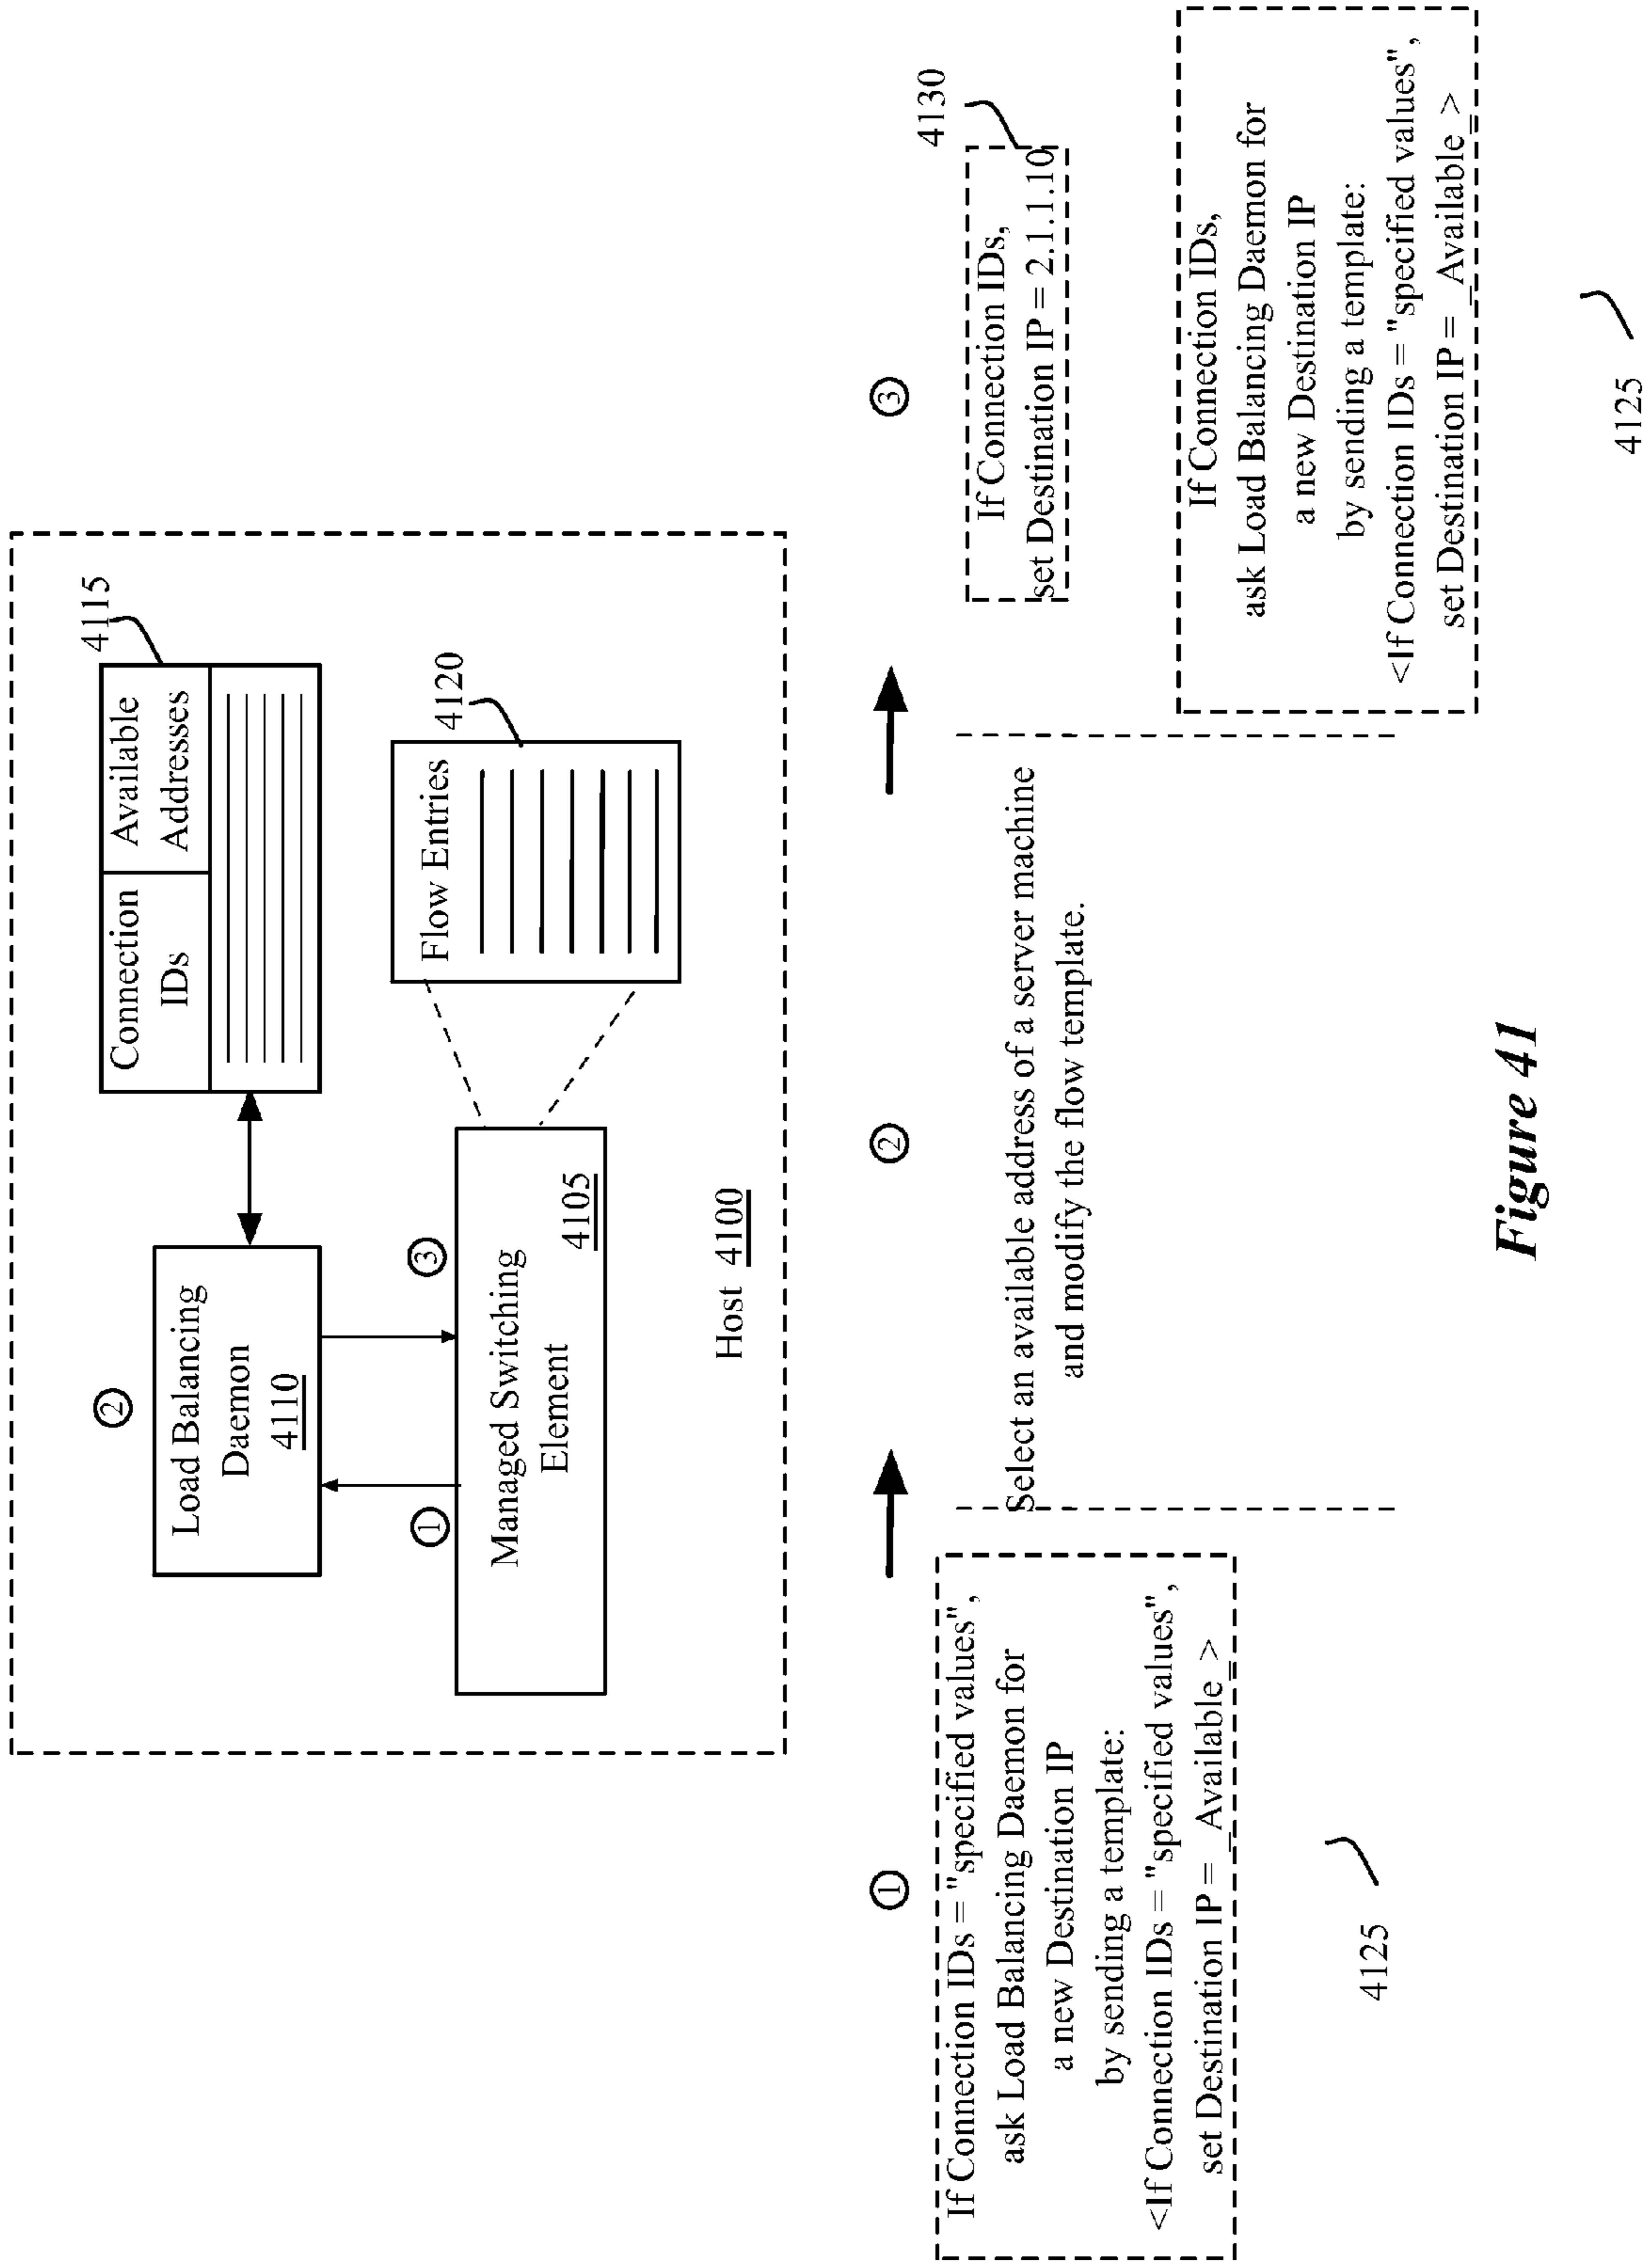 ②
Load Balancing
Daemon
4110
Connection
IDs
Available
Addresses
4115
①
③
Managed Switching
Element
4105
Flow Entries
4120
Host 4100
①
If Connection IDs = "specified values",
ask Load Balancing Daemon for
a new Destination IP
by sending a template:
<If Connection IDs = "specified values",
set Destination IP = _Available_>
4125
②
Select an available address of a server machine
and modify the flow template.
③
4130
If Connection IDs,
set Destination IP = 2.1.1.10
If Connection IDs,
ask Load Balancing Daemon for
a new Destination IP
by sending a template:
<If Connection IDs = "specified values",
set Destination IP = _Available_>
4125
Figure 41